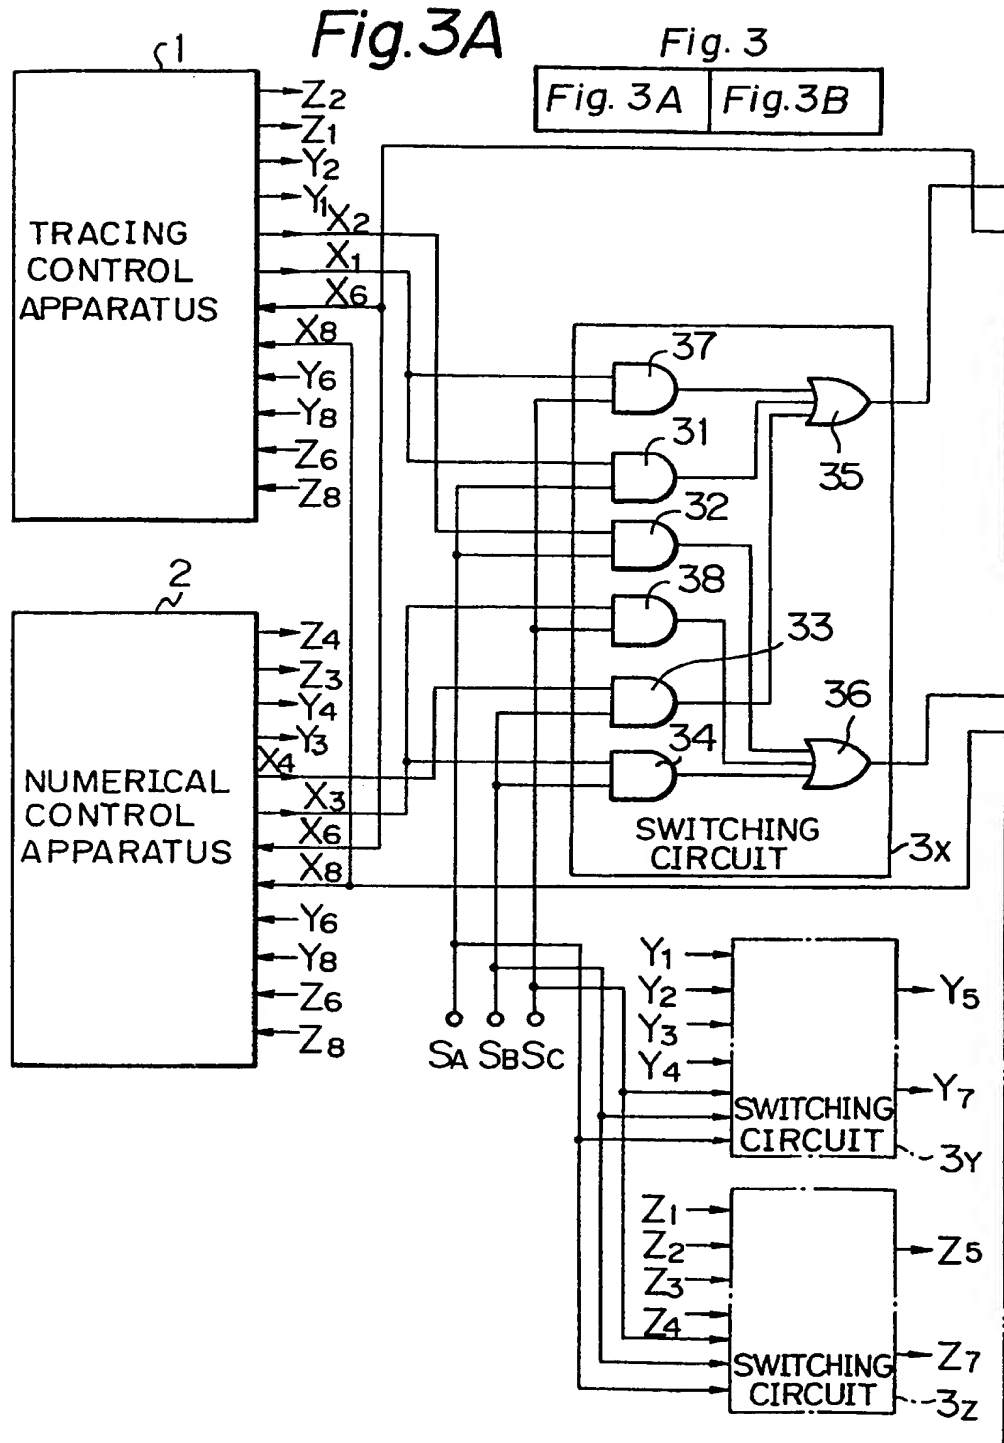 Fig.3A
Fig. 3
Fig. 3A
Fig.3B
1
TRACING
CONTROL
APPARATUS
Z2
Z1
Y2
Y1
X2
X1
X6
X8
Y6
Y8
Z6
Z8
2
NUMERICAL
CONTROL
APPARATUS
Z4
Z3
Y4
Y3
X4
X3
X6
X8
Y6
Y8
Z6
Z8
37
31
32
38
33
34
35
36
SWITCHING
CIRCUIT
3X
SA SB SC
Y1
Y2
Y3
Y4
SWITCHING
CIRCUIT
Y5
Y7
3Y
Z1
Z2
Z3
Z4
SWITCHING
CIRCUIT
Z5
Z7
3Z